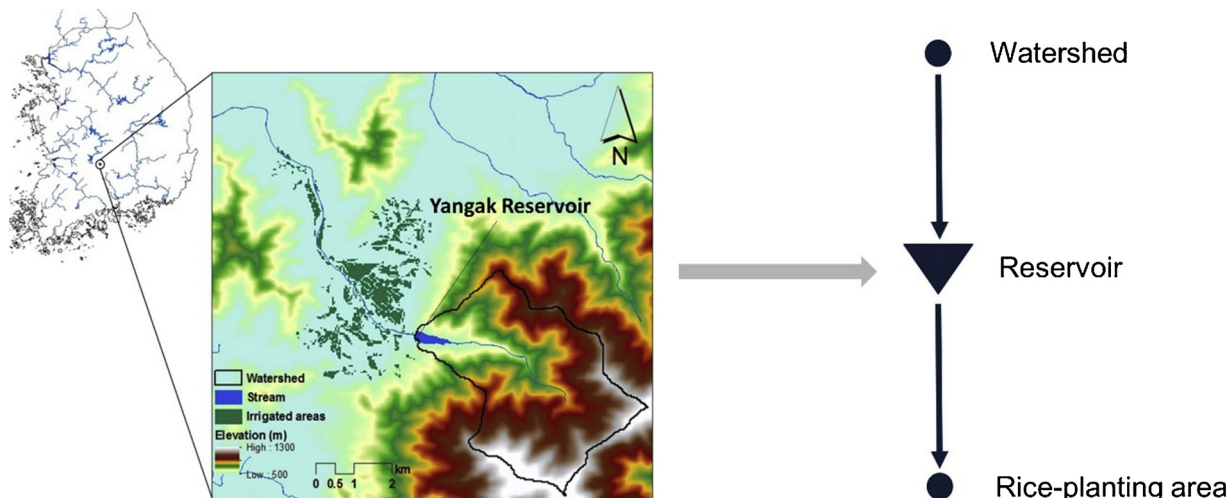 Watershed
N
Yangak Reservoir
Reservoir
Watershed
Stream
Irrigated areas
Elevation (m)
High : 1300
Low : 500
0 0.5 1 2
km
Rice-planting area